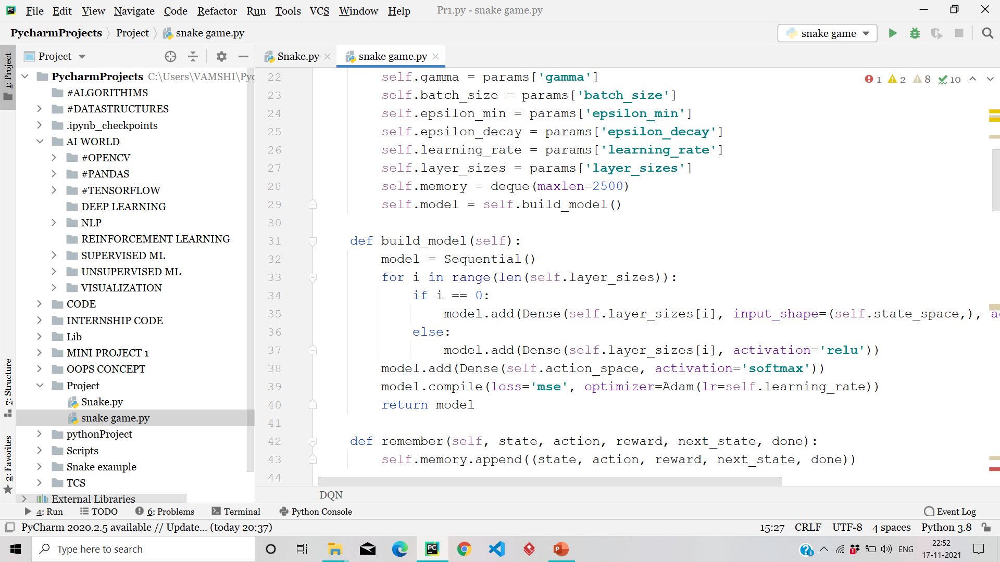 File Edit View Navigate Code Refactor Run Tools VCS Window Help Pr1.py - snake game.py
PycharmProjects Project snake game.py snake game
1: Project
Project
Snake.py snake game.py
PycharmProjects C:\Users\VAMSHI\Pyc
#ALGORITHIMS
#DATASTRUCTURES
.ipynb_checkpoints
AI WORLD
#OPENCV
#PANDAS
#TENSORFLOW
DEEP LEARNING
NLP
REINFORCEMENT LEARNING
SUPERVISED ML
UNSUPERVISED ML
VISUALIZATION
CODE
INTERNSHIP CODE
Lib
MINI PROJECT 1
OOPS CONCEPT
Project
Snake.py
snake game.py
pythonProject
Scripts
Snake example
TCS
External Libraries
7: Structure
2: Favorites
1 2 8 10
22 self.gamma = params['gamma']
23 self.batch_size = params['batch_size']
24 self.epsilon_min = params['epsilon_min']
25 self.epsilon_decay = params['epsilon_decay']
26 self.learning_rate = params['learning_rate']
27 self.layer_sizes = params['layer_sizes']
28 self.memory = deque(maxlen=2500)
29 self.model = self.build_model()
30
31 def build_model(self):
32 model = Sequential()
33 for i in range(len(self.layer_sizes)):
34 if i == 0:
35 model.add(Dense(self.layer_sizes[i], input_shape=(self.state_space,), a
36 else:
37 model.add(Dense(self.layer_sizes[i], activation='relu'))
38 model.add(Dense(self.action_space, activation='softmax'))
39 model.compile(loss='mse', optimizer=Adam(lr=self.learning_rate))
40 return model
41
42 def remember(self, state, action, reward, next_state, done):
43 self.memory.append((state, action, reward, next_state, done))
44
DQN
4: Run TODO 6: Problems Terminal Python Console Event Log
PyCharm 2020.2.5 available // Update... (today 20:37) 15:27 CRLF UTF-8 4 spaces Python 3.8
Type here to search ENG 22:52
17-11-2021